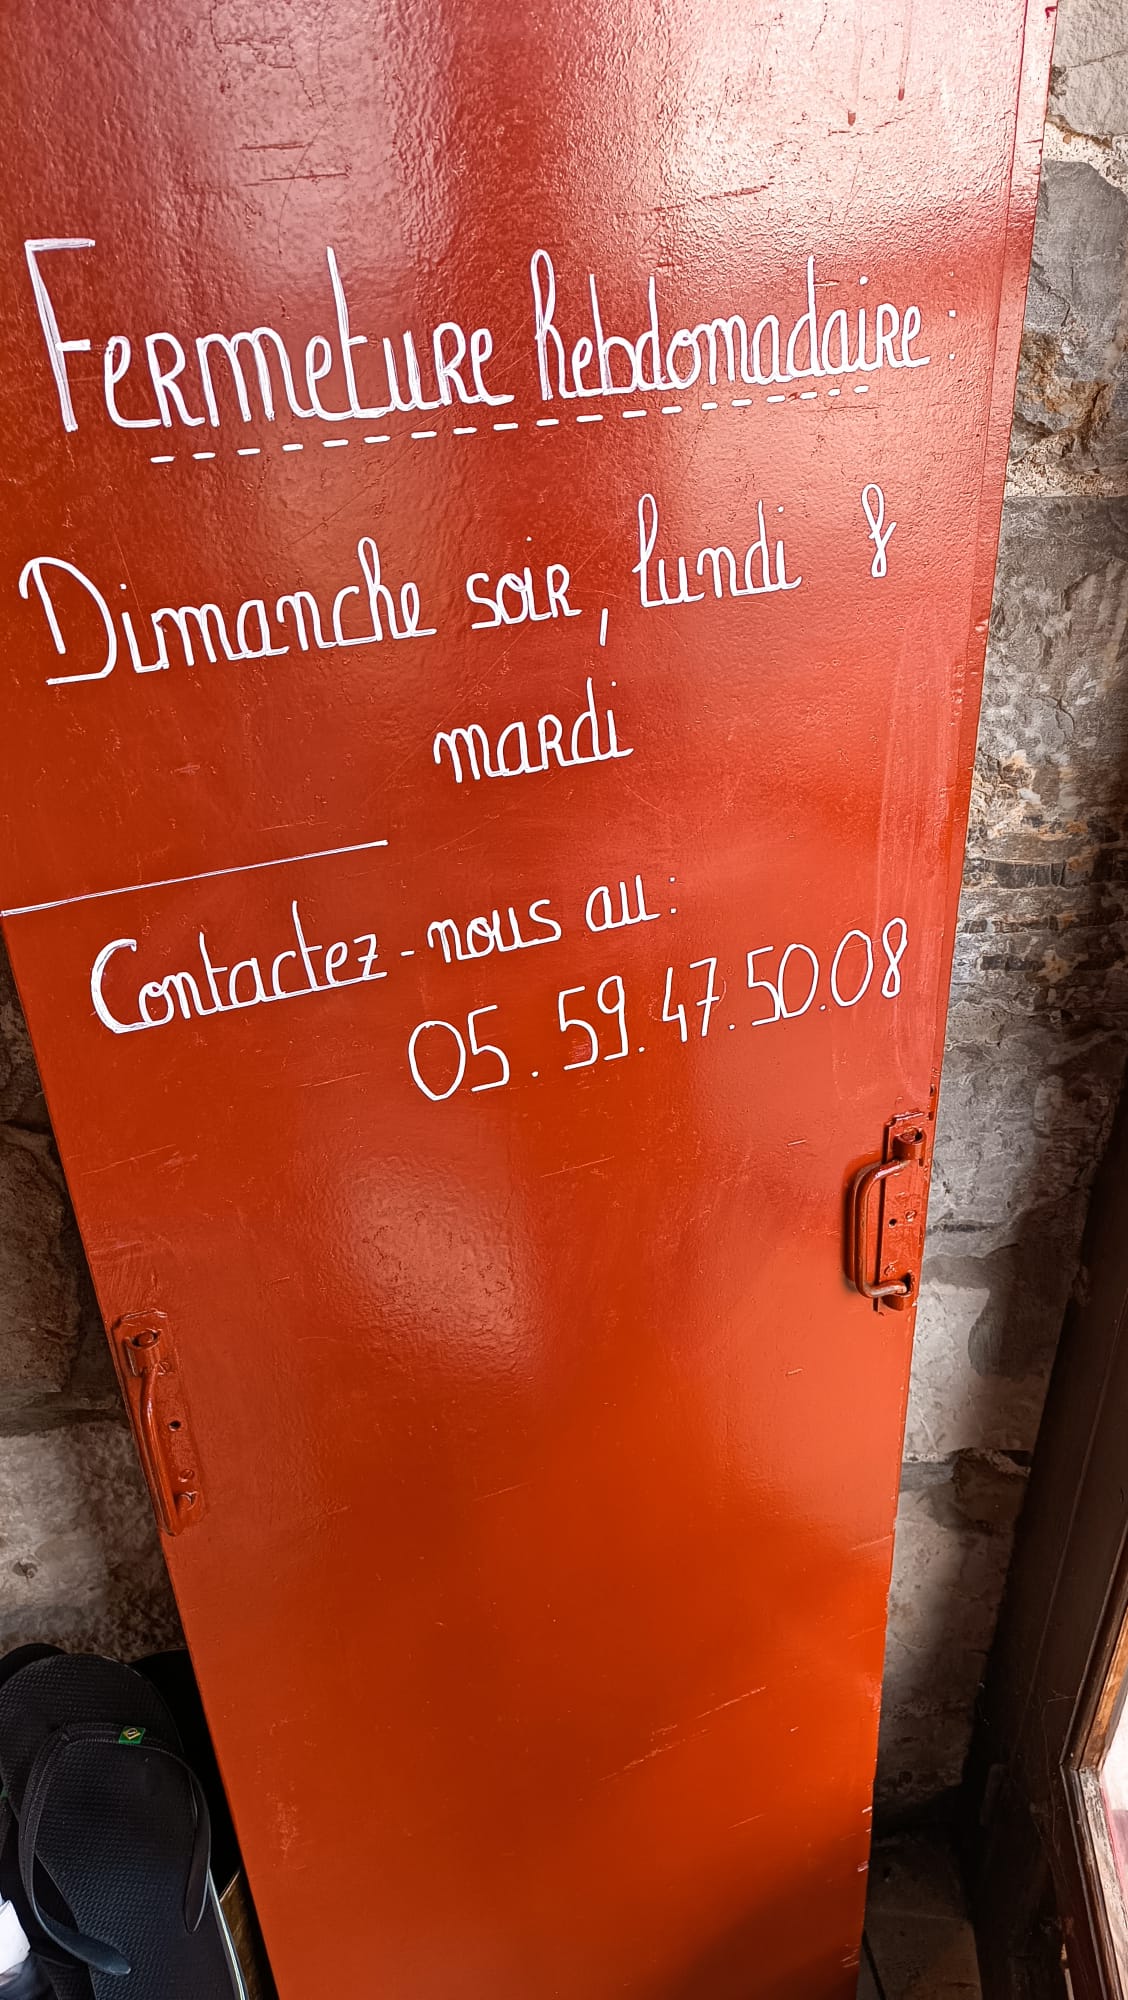 Fermeture hebdomadaire :
Dimanche soir, lundi &
mardi
Contactez-nous au :
05. 59. 47. 50. 08